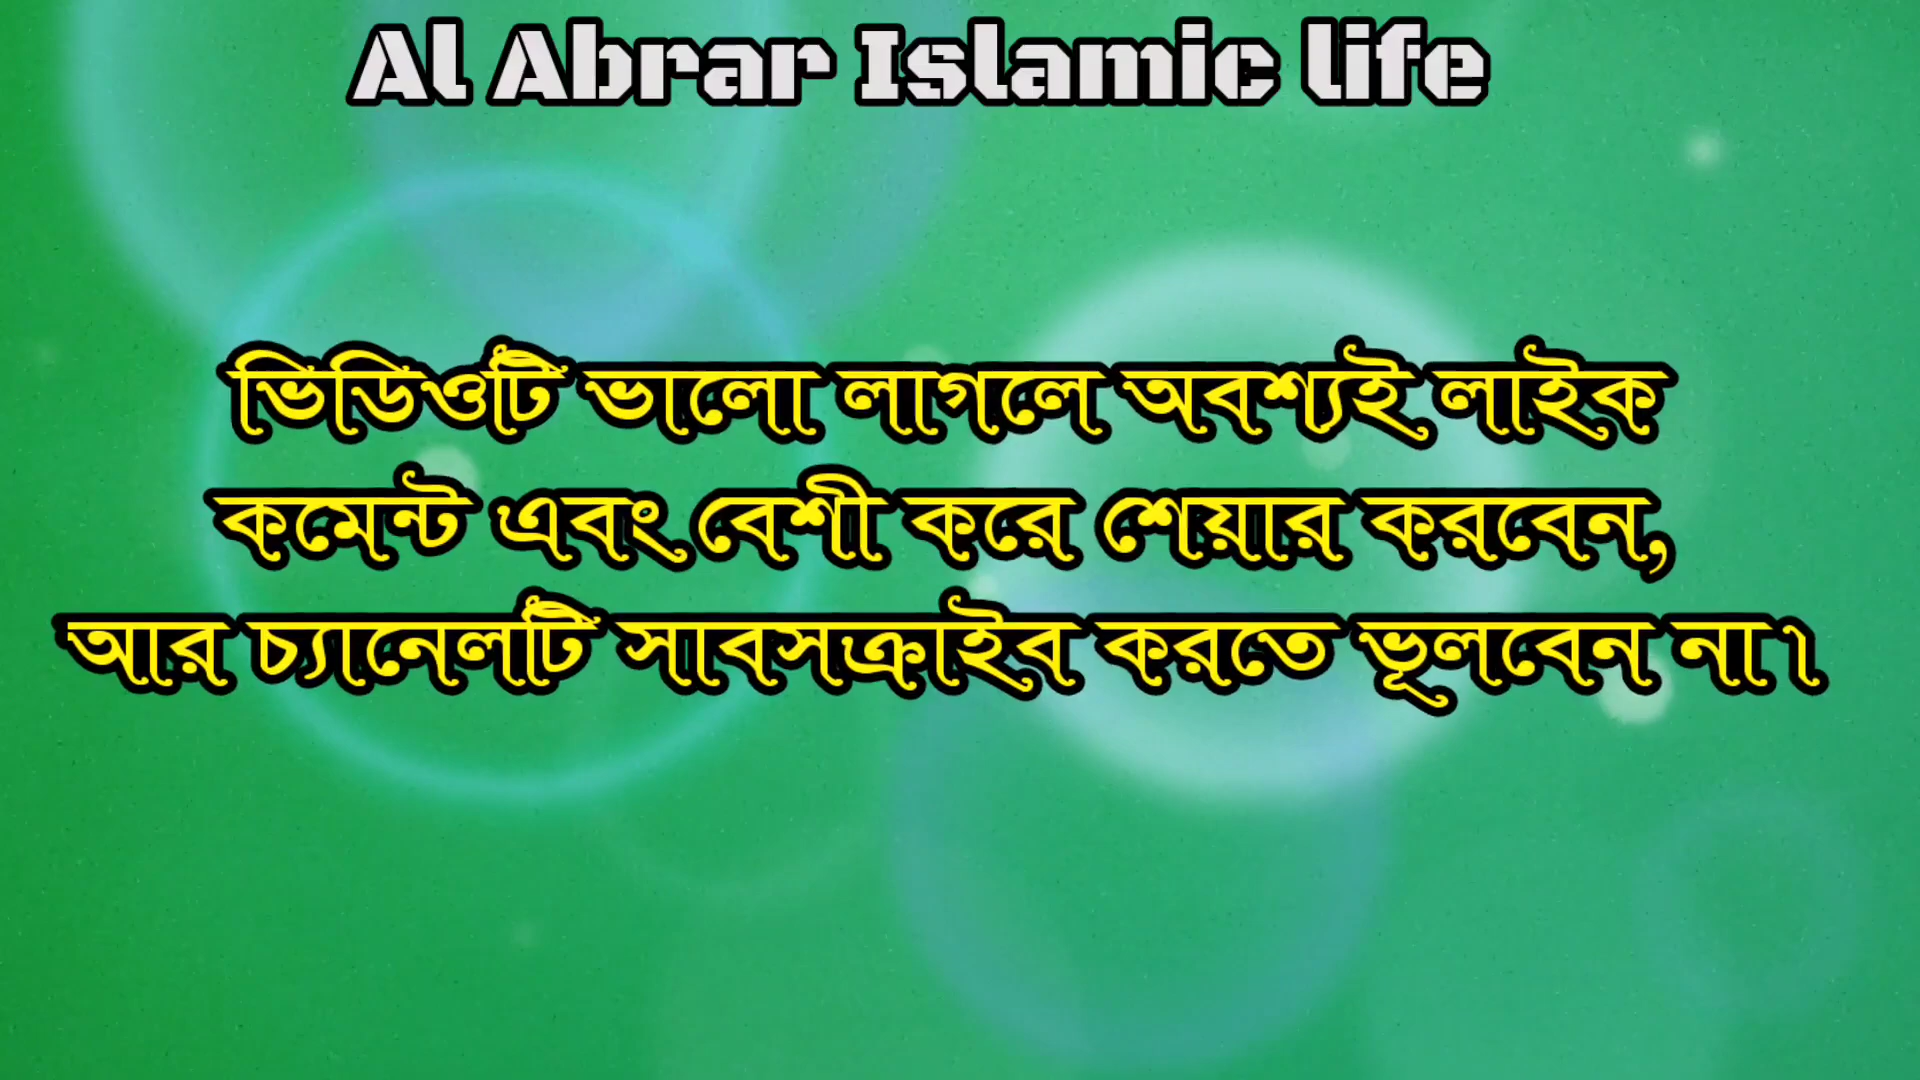 Al Abrar Islamic life
ভিডিওটি ভালো লাগলে অবশ্যই লাইক
কমেন্ট এবং বেশী করে শেয়ার করবেন,
আর চ্যানেলটি সাবসক্রাইব করতে ভূলবেন না।